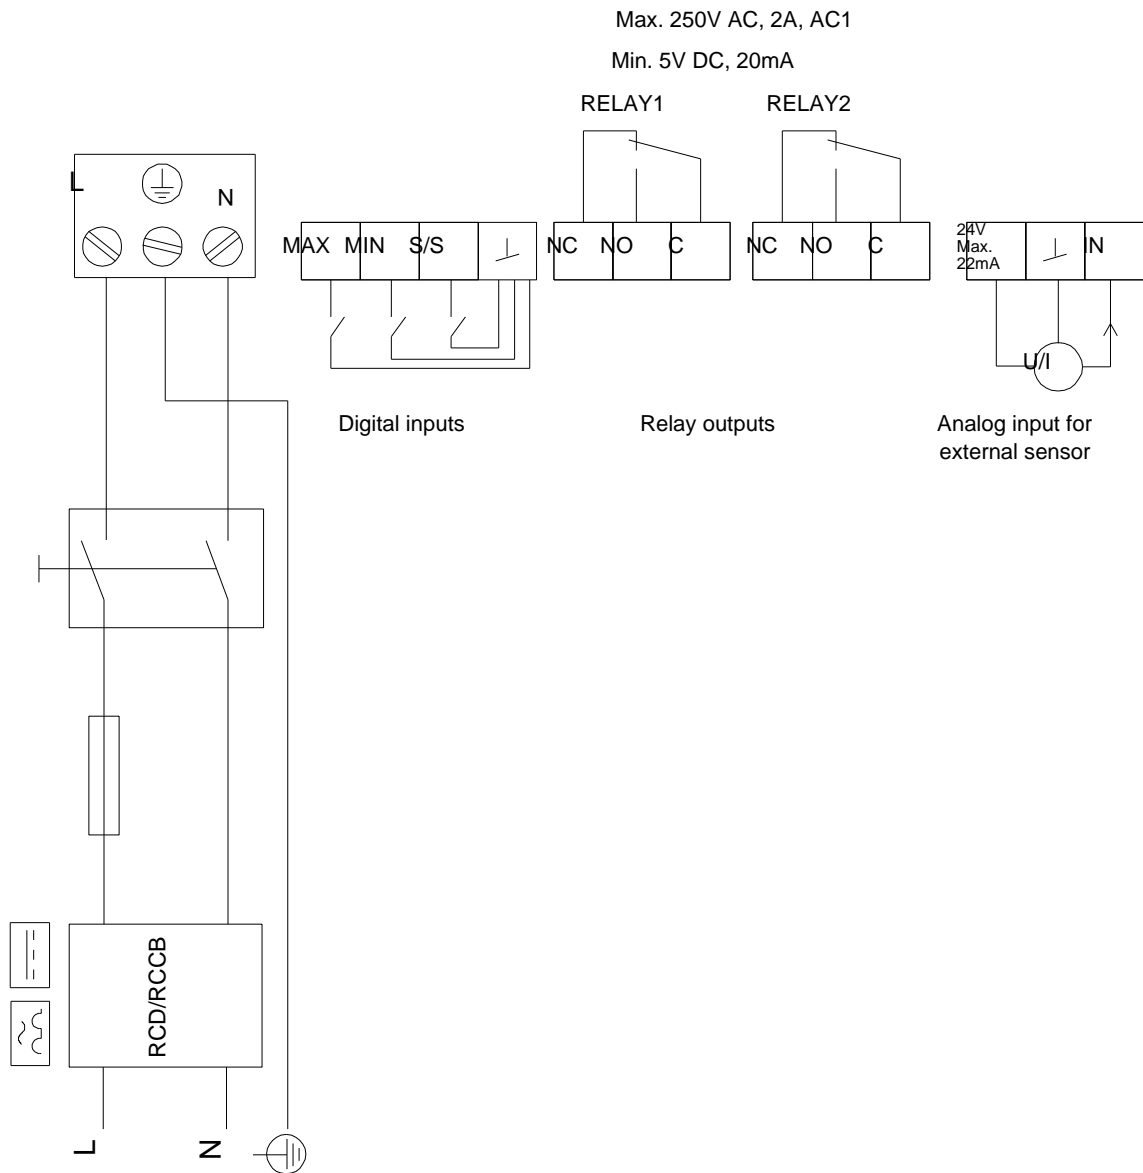 Max. 250V AC, 2A, AC1
Min. 5V DC, 20mA
RELAY1 RELAY2
L
N
MAX MIN S/S NC NO C NC NO C
24V
Max.
22mA
IN
U/I
Digital inputs Relay outputs Analog input for
external sensor
RCD/RCCB
L N